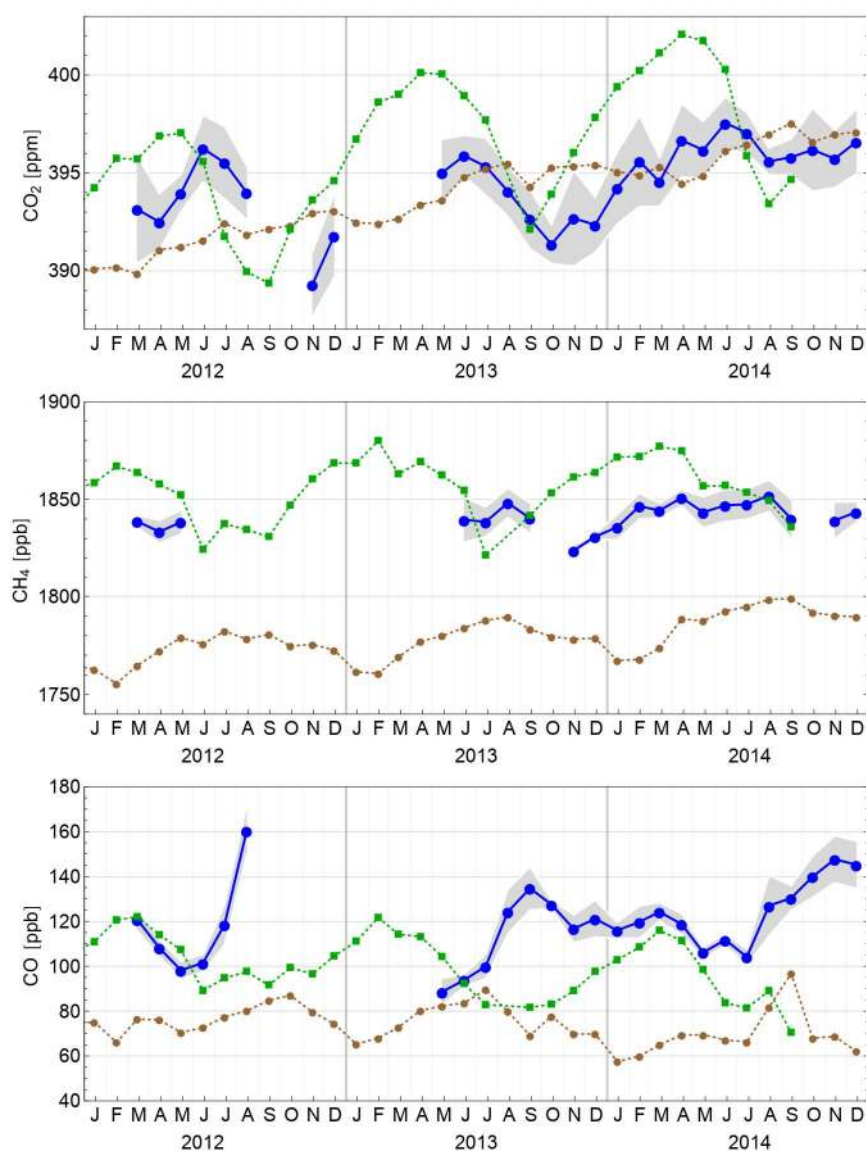 400
395
390
CO₂ [ppm]
J F M A M J J A S O N D J F M A M J J A S O N D J F M A M J J A S O N D
2012 2013 2014
1900
1850
1800
1750
CH₄ [ppb]
J F M A M J J A S O N D J F M A M J J A S O N D J F M A M J J A S O N D
2012 2013 2014
180
160
140
120
100
80
60
40
CO [ppb]
J F M A M J J A S O N D J F M A M J J A S O N D J F M A M J J A S O N D
2012 2013 2014